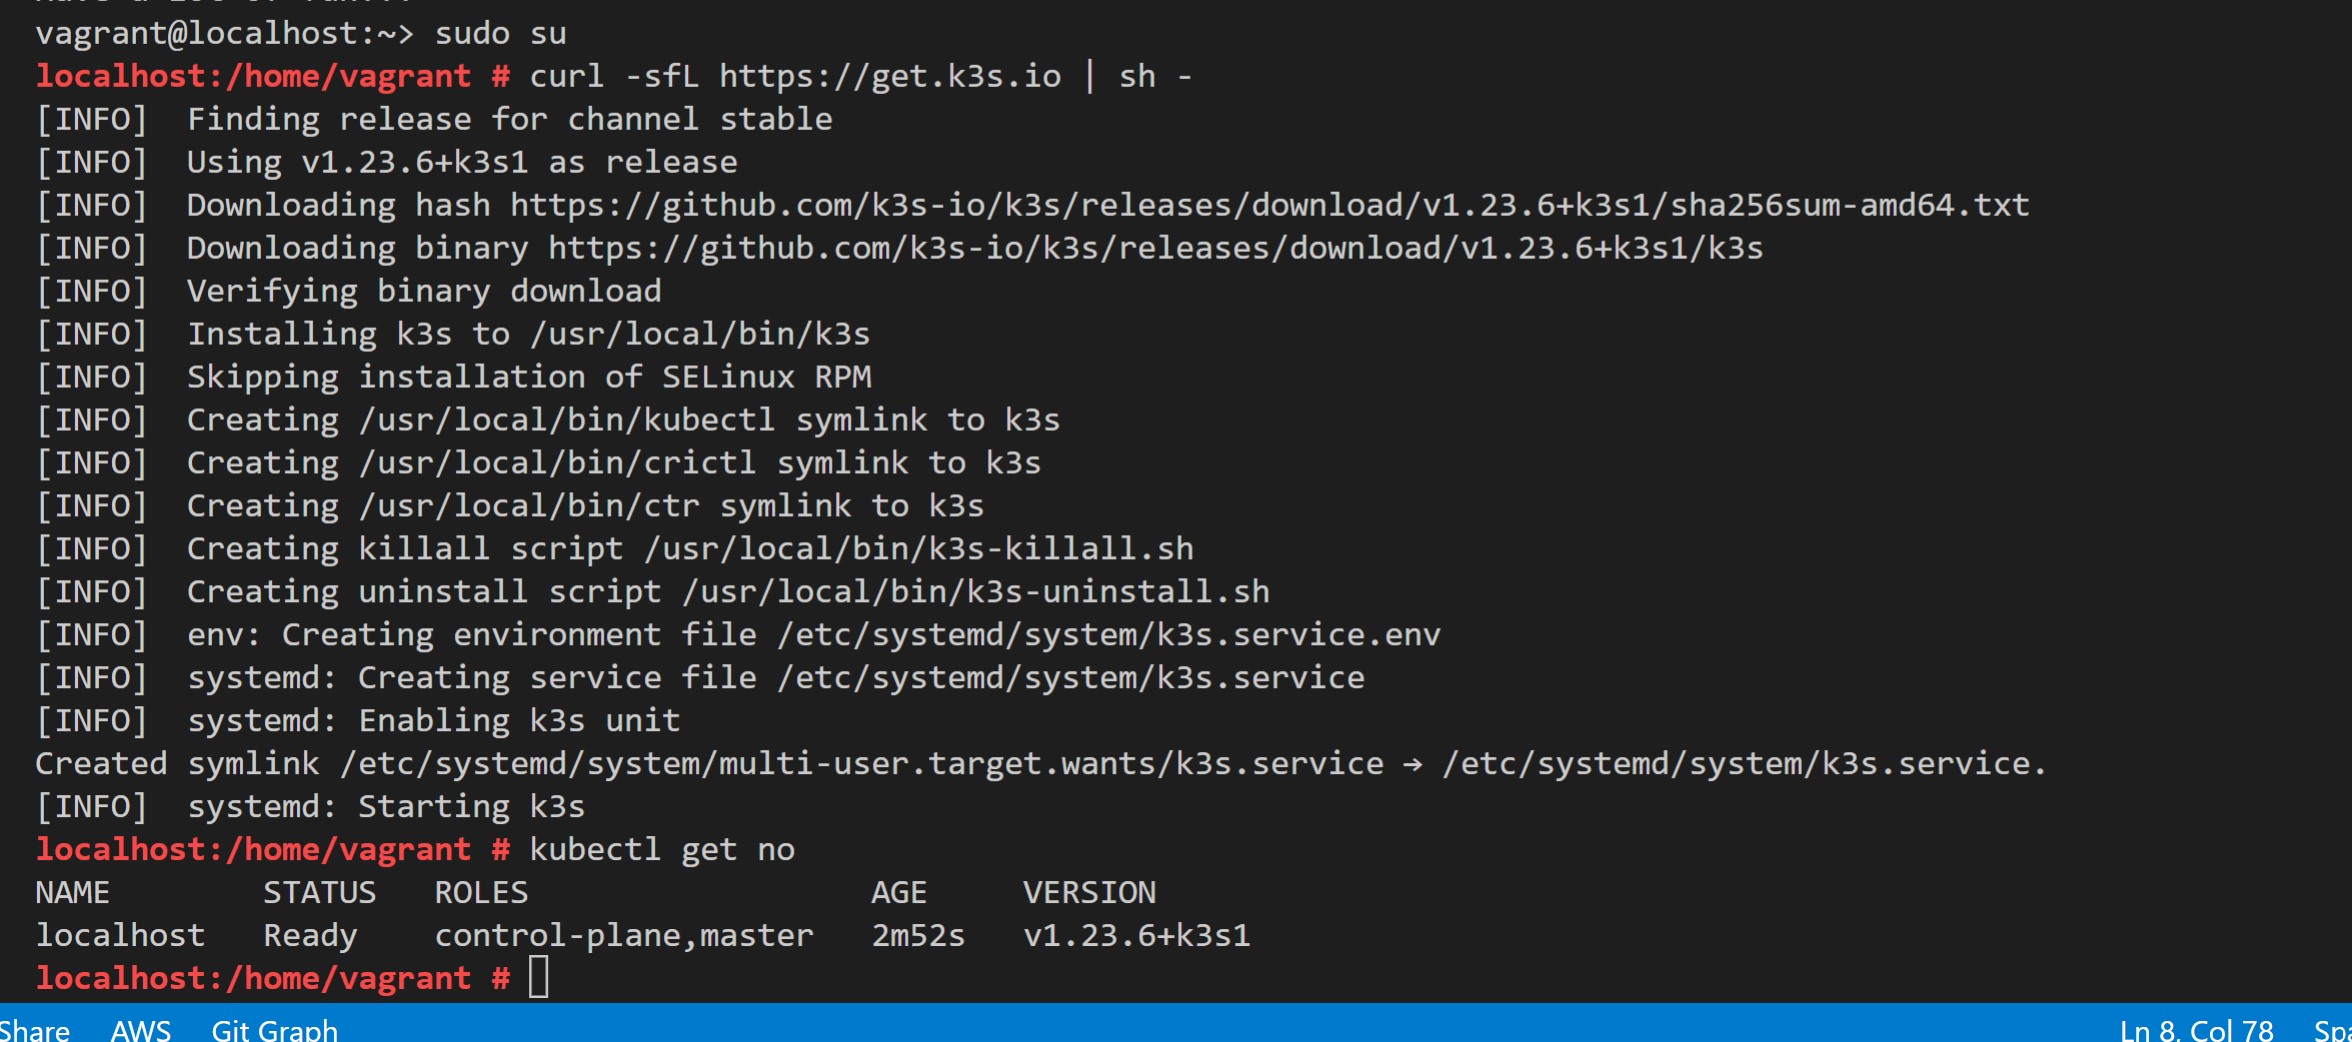 vagrant@localhost:~> sudo su
localhost:/home/vagrant # curl -sfL https://get.k3s.io | sh -
[INFO]  Finding release for channel stable
[INFO]  Using v1.23.6+k3s1 as release
[INFO]  Downloading hash https://github.com/k3s-io/k3s/releases/download/v1.23.6+k3s1/sha256sum-amd64.txt
[INFO]  Downloading binary https://github.com/k3s-io/k3s/releases/download/v1.23.6+k3s1/k3s
[INFO]  Verifying binary download
[INFO]  Installing k3s to /usr/local/bin/k3s
[INFO]  Skipping installation of SELinux RPM
[INFO]  Creating /usr/local/bin/kubectl symlink to k3s
[INFO]  Creating /usr/local/bin/crictl symlink to k3s
[INFO]  Creating /usr/local/bin/ctr symlink to k3s
[INFO]  Creating killall script /usr/local/bin/k3s-killall.sh
[INFO]  Creating uninstall script /usr/local/bin/k3s-uninstall.sh
[INFO]  env: Creating environment file /etc/systemd/system/k3s.service.env
[INFO]  systemd: Creating service file /etc/systemd/system/k3s.service
[INFO]  systemd: Enabling k3s unit
Created symlink /etc/systemd/system/multi-user.target.wants/k3s.service → /etc/systemd/system/k3s.service.
[INFO]  systemd: Starting k3s
localhost:/home/vagrant # kubectl get no
NAME        STATUS   ROLES                  AGE     VERSION
localhost   Ready    control-plane,master   2m52s   v1.23.6+k3s1
localhost:/home/vagrant #
Share AWS Git Graph Ln 8, Col 78